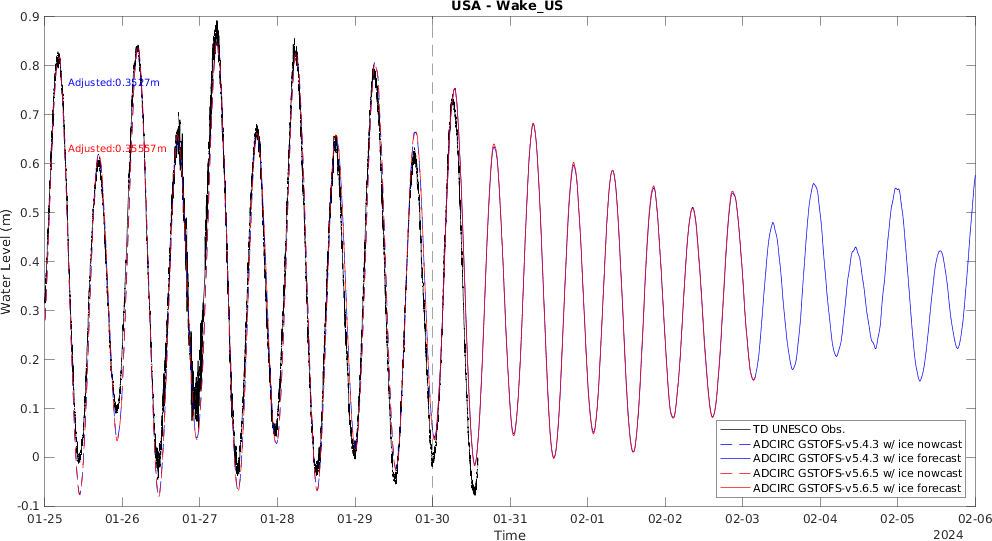 USA - Wake_US
0.9
0.8
0.7
0.6
0.5
0.4
0.3
0.2
0.1
0
-0.1
Water Level (m)
Adjusted:0.3527m
Adjusted:0.35557m
TD UNESCO Obs.
ADCIRC GSTOFS-v5.4.3 w/ ice nowcast
ADCIRC GSTOFS-v5.4.3 w/ ice forecast
ADCIRC GSTOFS-v5.6.5 w/ ice nowcast
ADCIRC GSTOFS-v5.6.5 w/ ice forecast
01-25 01-26 01-27 01-28 01-29 01-30 01-31 02-01 02-02 02-03 02-04 02-05 02-06
Time
2024